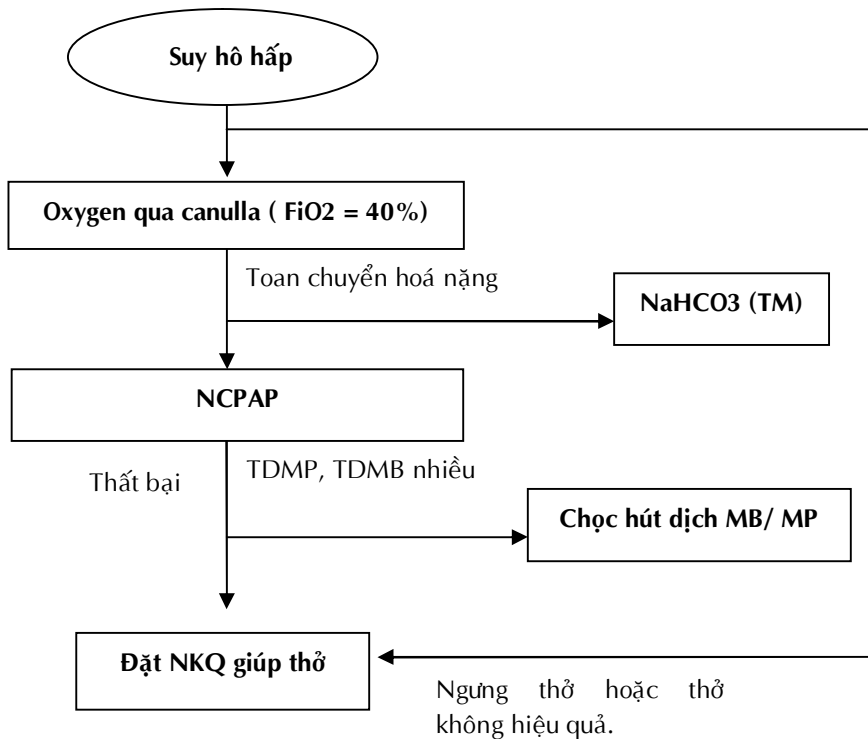 Suy hô hấp
Oxygen qua canulla ( FiO2 = 40%)
Toan chuyển hoá nặng
NaHCO3 (TM)
NCPAP
Thất bại
TDMP, TDMB nhiều
Chọc hút dịch MB/ MP
Đặt NKQ giúp thở
Ngưng thở hoặc thở
không hiệu quả.